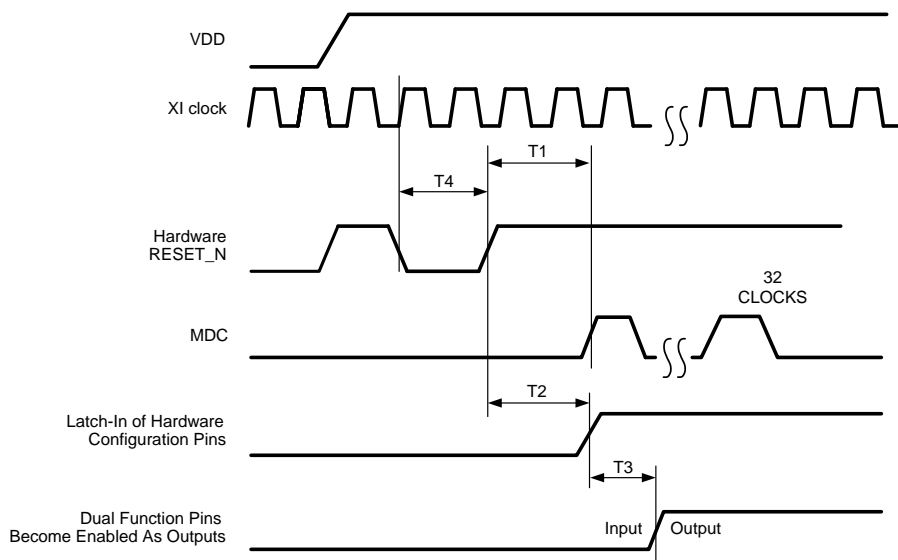 VDD
XI clock
T1
T4
Hardware
RESET_N
32
CLOCKS
MDC
T2
Latch-In of Hardware
Configuration Pins
T3
Dual Function Pins
Become Enabled As Outputs
Input
Output